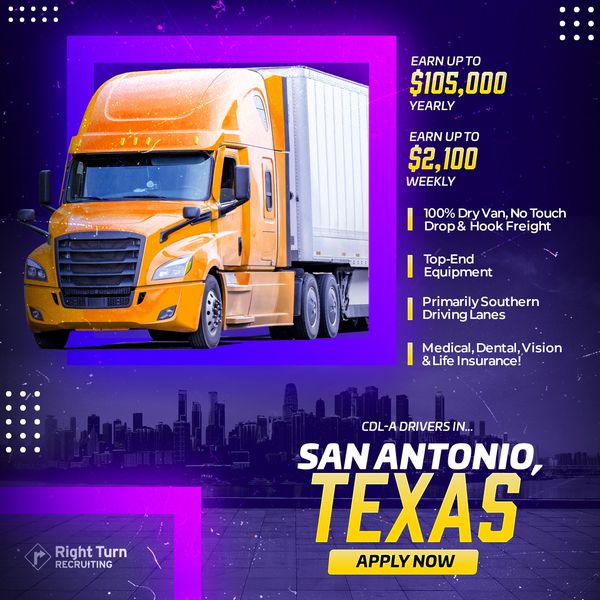 EARN UP TO
$105,000
YEARLY
EARN UP TO
$2,100
WEEKLY
100% Dry Van, No Touch
Drop & Hook Freight
Top-End
Equipment
Primarily Southern
Driving Lanes
Medical, Dental, Vision
& Life Insurance!
CDL-A DRIVERS IN...
SAN ANTONIO,
TEXAS
APPLY NOW
Right Turn
RECRUITING